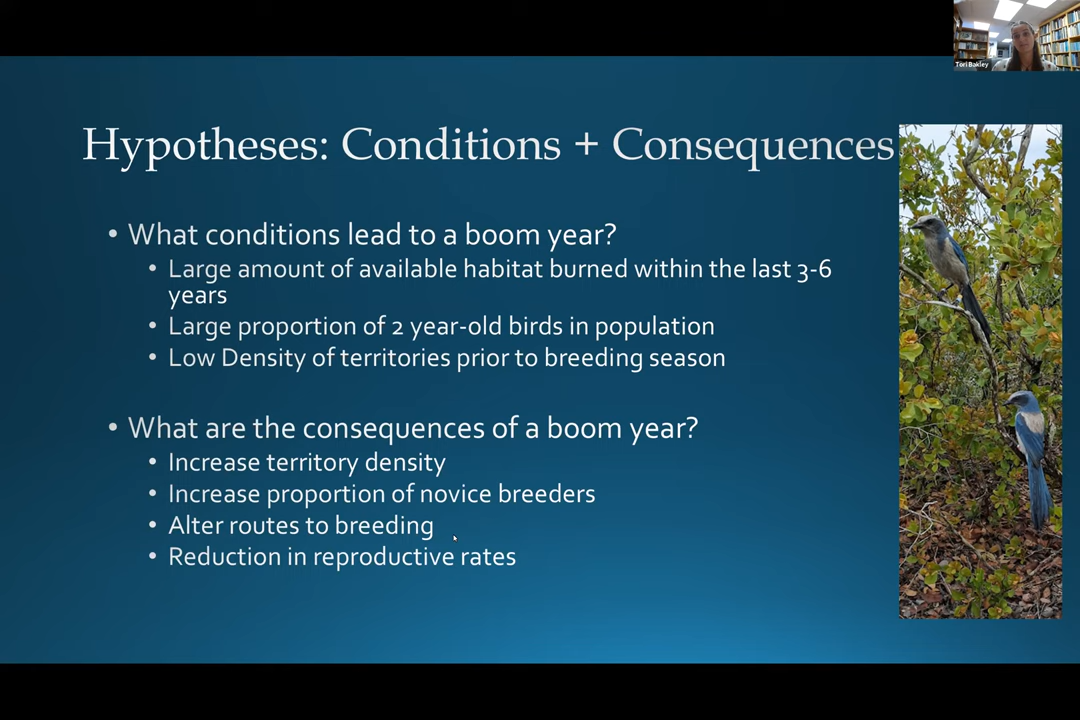 Tori Bakley
Hypotheses: Conditions + Consequences
• What conditions lead to a boom year?
• Large amount of available habitat burned within the last 3-6
years
• Large proportion of 2 year-old birds in population
• Low Density of territories prior to breeding season
• What are the consequences of a boom year?
• Increase territory density
• Increase proportion of novice breeders
• Alter routes to breeding
• Reduction in reproductive rates